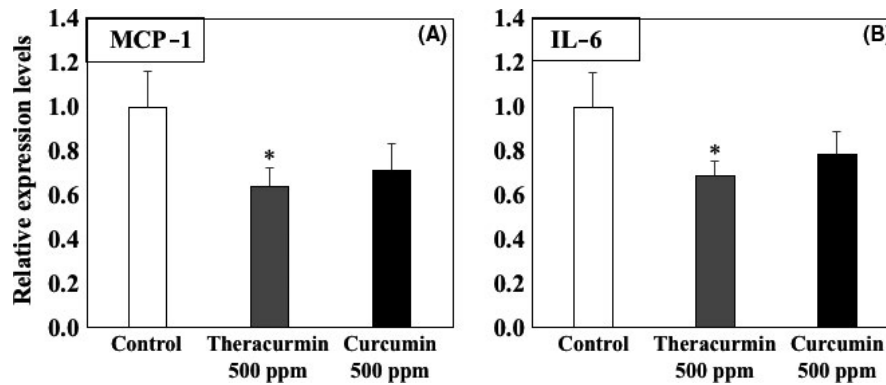 MCP-1
(A)
Relative expression levels
1.4
1.2
1.0
0.8
0.6
0.4
0.2
0.0
*
Control
Theracurmin
500 ppm
Curcumin
500 ppm
IL-6
(B)
1.4
1.2
1.0
0.8
0.6
0.4
0.2
0.0
*
Control
Theracurmin
500 ppm
Curcumin
500 ppm